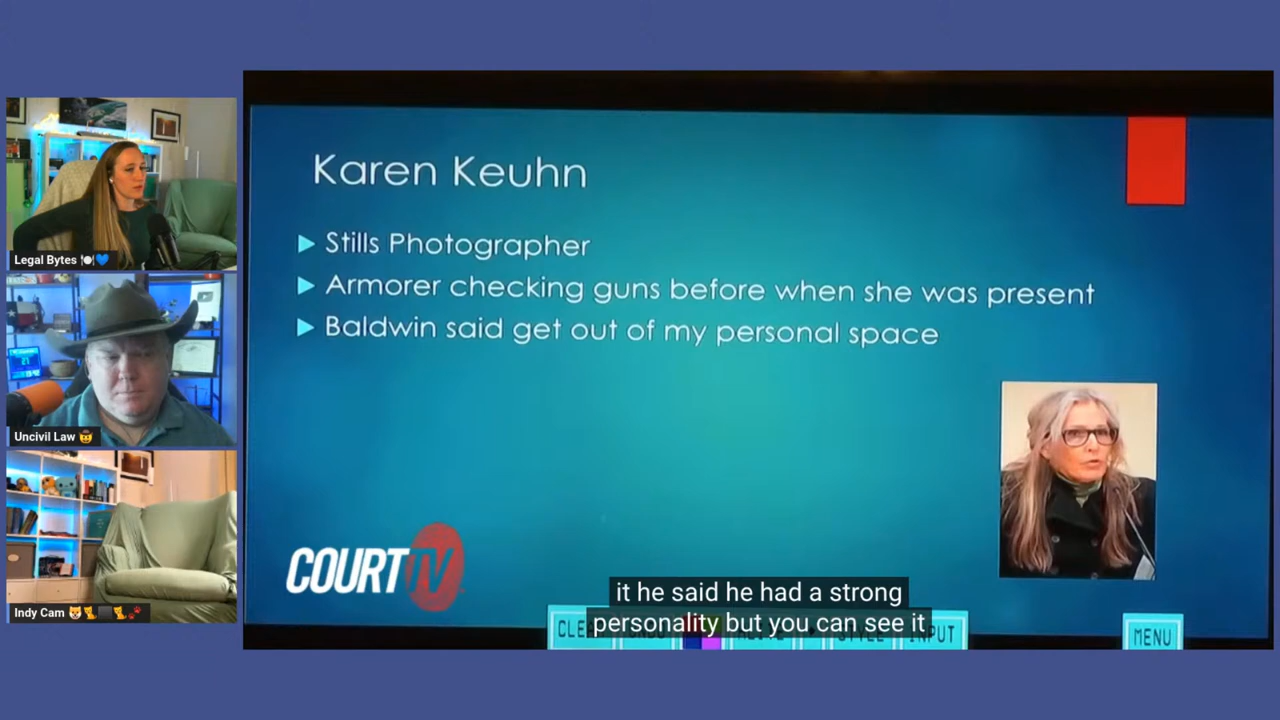 Karen Keuhn
Stills Photographer
Armorer checking guns before when she was present
Baldwin said get out of my personal space
Legal Bytes 🍽️💙
Uncivil Law 🤠
Indy Cam
COURT TV
it he said he had a strong
personality but you can see it
INPUT
MENU